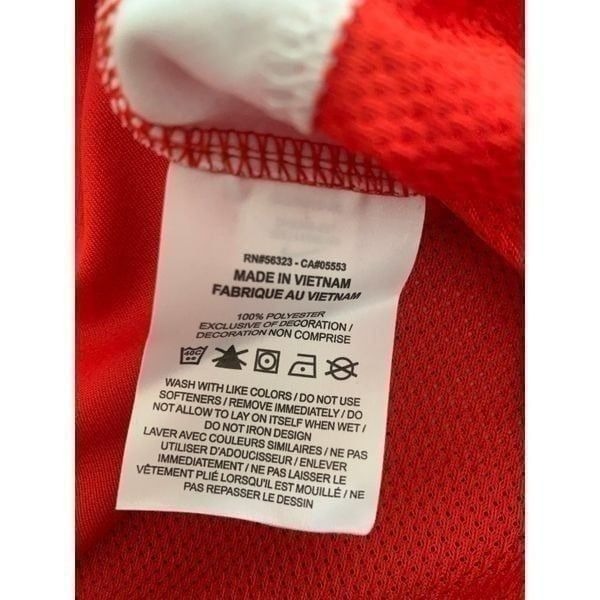 RN#56323 - CA#05553
MADE IN VIETNAM
FABRIQUE AU VIETNAM
100% POLYESTER
EXCLUSIVE OF DECORATION /
DECORATION NON COMPRISE
40C
WASH WITH LIKE COLORS / DO NOT USE
SOFTENERS / REMOVE IMMEDIATELY / DO
NOT ALLOW TO LAY ON ITSELF WHEN WET /
DO NOT IRON DESIGN
LAVER AVEC COULEURS SIMILAIRES / NE PAS
UTILISER D'ADOUCISSEUR / ENLEVER
IMMEDIATEMENT / NE PAS LAISSER LE
VÊTEMENT PLIÉ LORSQU'IL EST MOUILLÉ / NE
PAS REPASSER LE DESSIN